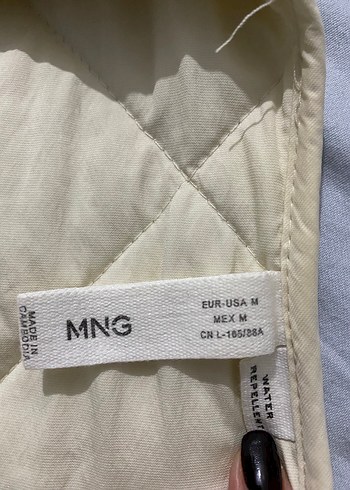 MADE IN
CAMBODIA
MNG
EUR-USA M
MEX M
CN L-165/88A
WATER
REPELLENT